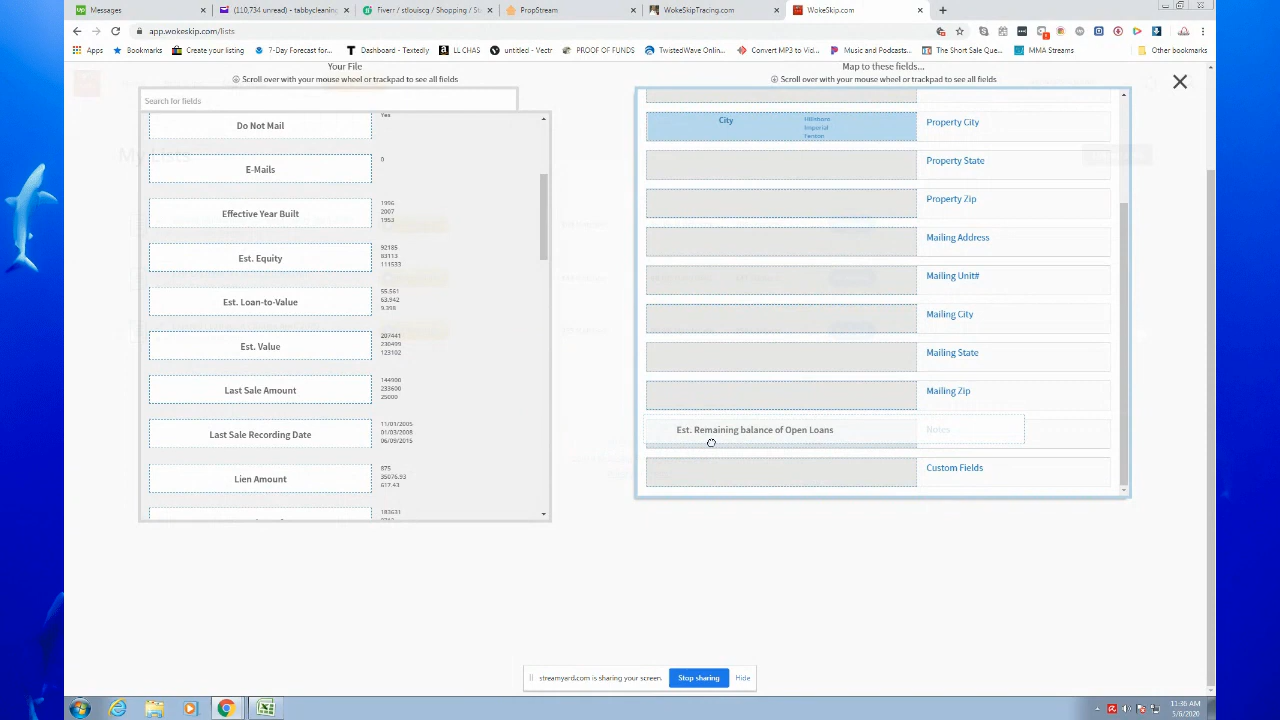 Messages
(110,734 unread) - tabbycleaning
Fiverr / stlouiscg / Shopping / St
PropStream
WokeSkipTracing.com
WokeSkip.com
app.wokeskip.com/lists
Apps
Bookmarks
Create your listing
7-Day Forecast for...
Dashboard - Textedly
LL CHAS
Untitled - Vextr
PROOF OF FUNDS
TwistedWave Onlin...
Convert MP3 to Vid...
Music and Podcasts...
The Short Sale Que...
MMA Streams
Other bookmarks
Your File
Scroll over with your mouse wheel or trackpad to see all fields
Search for fields
Do Not Mail
Yes
E-Mails
0
Effective Year Built
1996
2007
1953
Est. Equity
92185
83113
111533
Est. Loan-to-Value
55.561
63.942
9.398
Est. Value
207441
230499
123102
Last Sale Amount
144900
233600
25000
Last Sale Recording Date
11/01/2005
01/03/2008
06/09/2015
Lien Amount
875
35076.93
617.43
183631
Map to these fields...
Scroll over with your mouse wheel or trackpad to see all fields
City
Hillsboro
Imperial
Fenton
Property City
Property State
Property Zip
Mailing Address
Mailing Unit#
Mailing City
Mailing State
Mailing Zip
Est. Remaining balance of Open Loans
Notes
Custom Fields
streamyard.com is sharing your screen.
Stop sharing
Hide
11:36 AM
5/6/2020